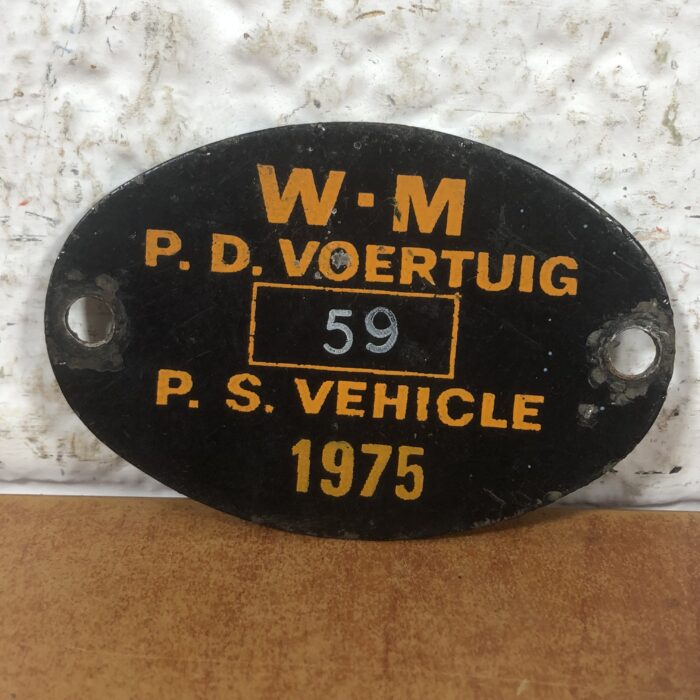 W·M
P. D. VOERTUIG
59
P. S. VEHICLE
1975